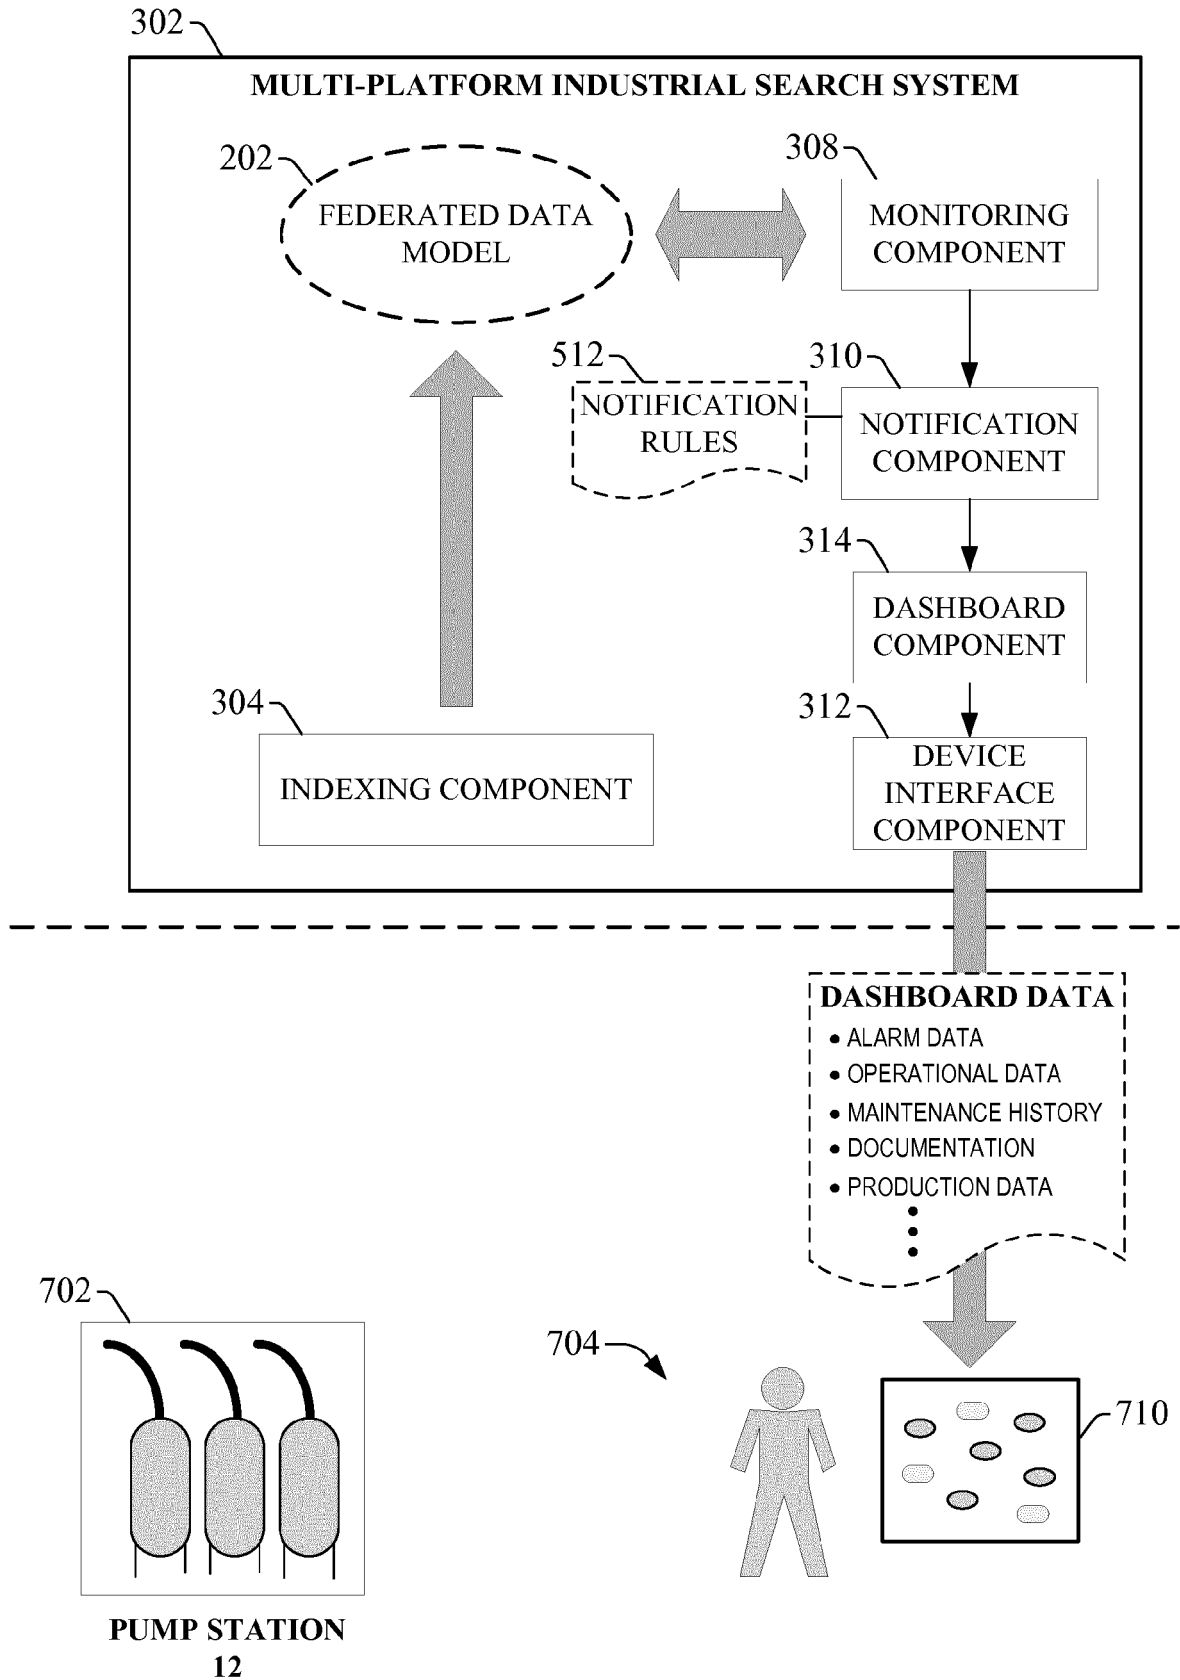 302
MULTI-PLATFORM INDUSTRIAL SEARCH SYSTEM
202
308
FEDERATED DATA
MODEL
MONITORING
COMPONENT
512
310
NOTIFICATION
RULES
NOTIFICATION
COMPONENT
314
DASHBOARD
COMPONENT
304
312
INDEXING COMPONENT
DEVICE
INTERFACE
COMPONENT
DASHBOARD DATA
• ALARM DATA
• OPERATIONAL DATA
• MAINTENANCE HISTORY
• DOCUMENTATION
• PRODUCTION DATA
702
704
710
PUMP STATION
12